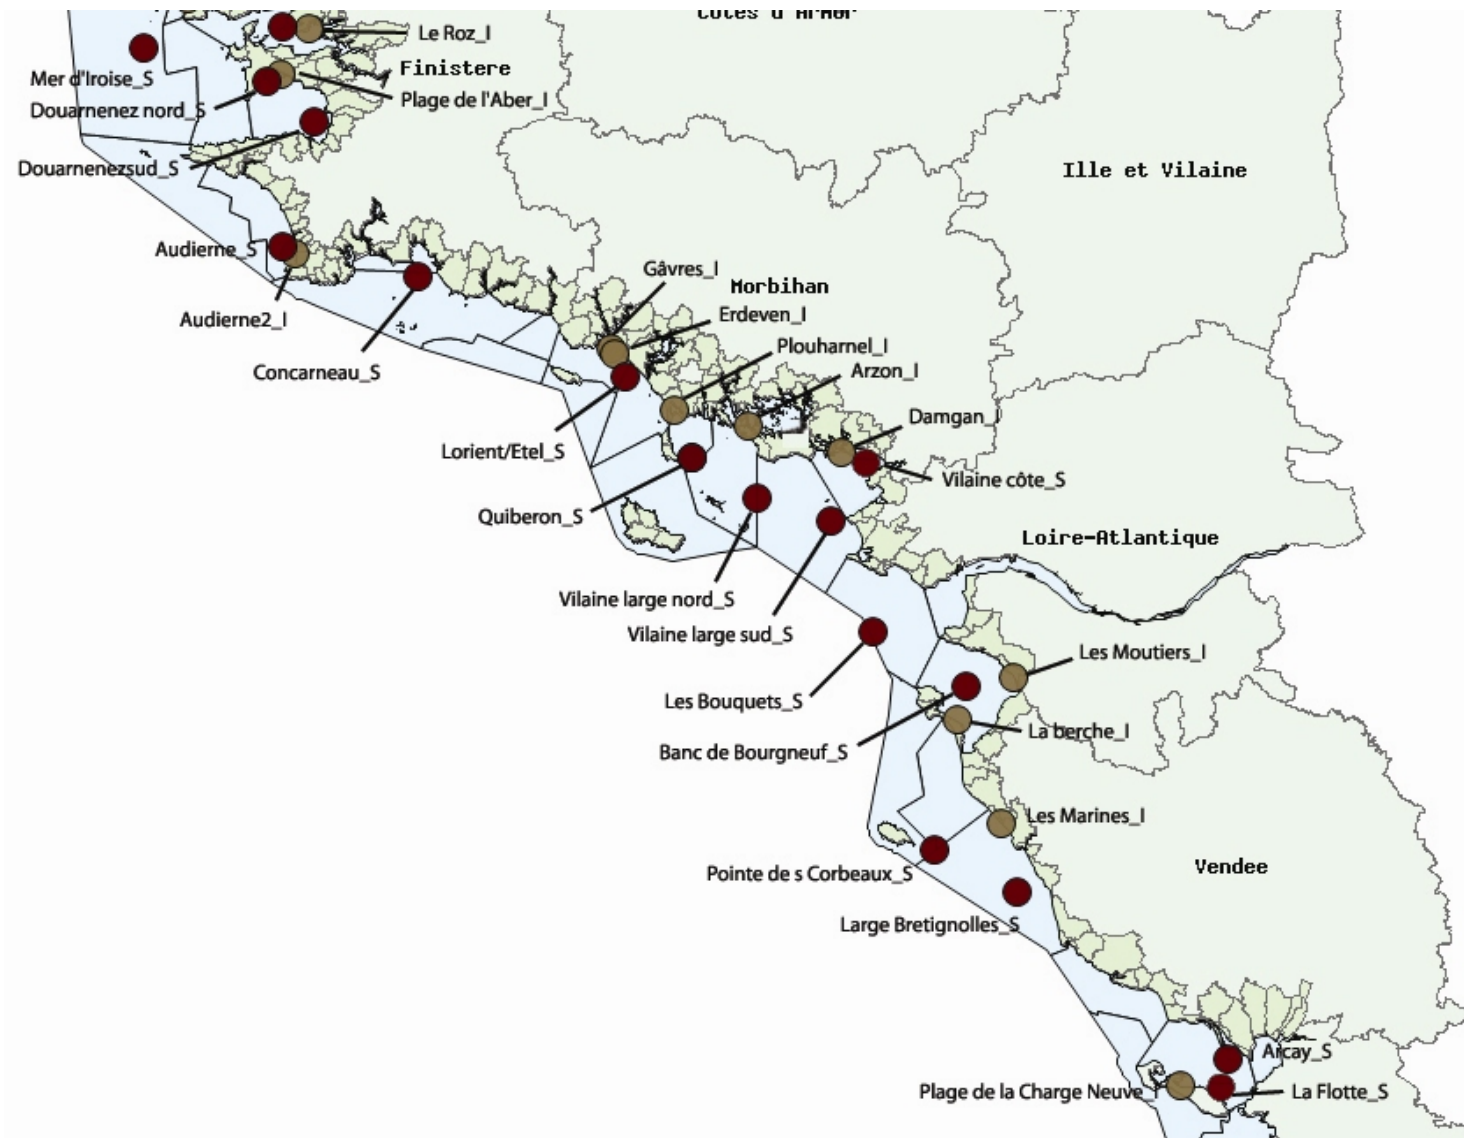 Côtes d'Armor
Le Roz_I
Finistere
Mer d'Iroise_S
Plage de l'Aber_I
Douarnenez nord_S
Douarnenezsud_S
Ille et Vilaine
Audierne_S
Gâvres_I
Morbihan
Erdeven_I
Audierne2_I
Plouharnel_I
Concarneau_S
Arzon_I
Damgan_I
Lorient/Etel_S
Vilaine côte_S
Quiberon_S
Loire-Atlantique
Vilaine large nord_S
Vilaine large sud_S
Les Moutiers_I
Les Bouquets_S
La berche_I
Banc de Bourgneuf_S
Les Marines_I
Vendee
Pointe de s Corbeaux_S
Large Bretignolles_S
Arcay_S
Plage de la Charge Neuve_I
La Flotte_S